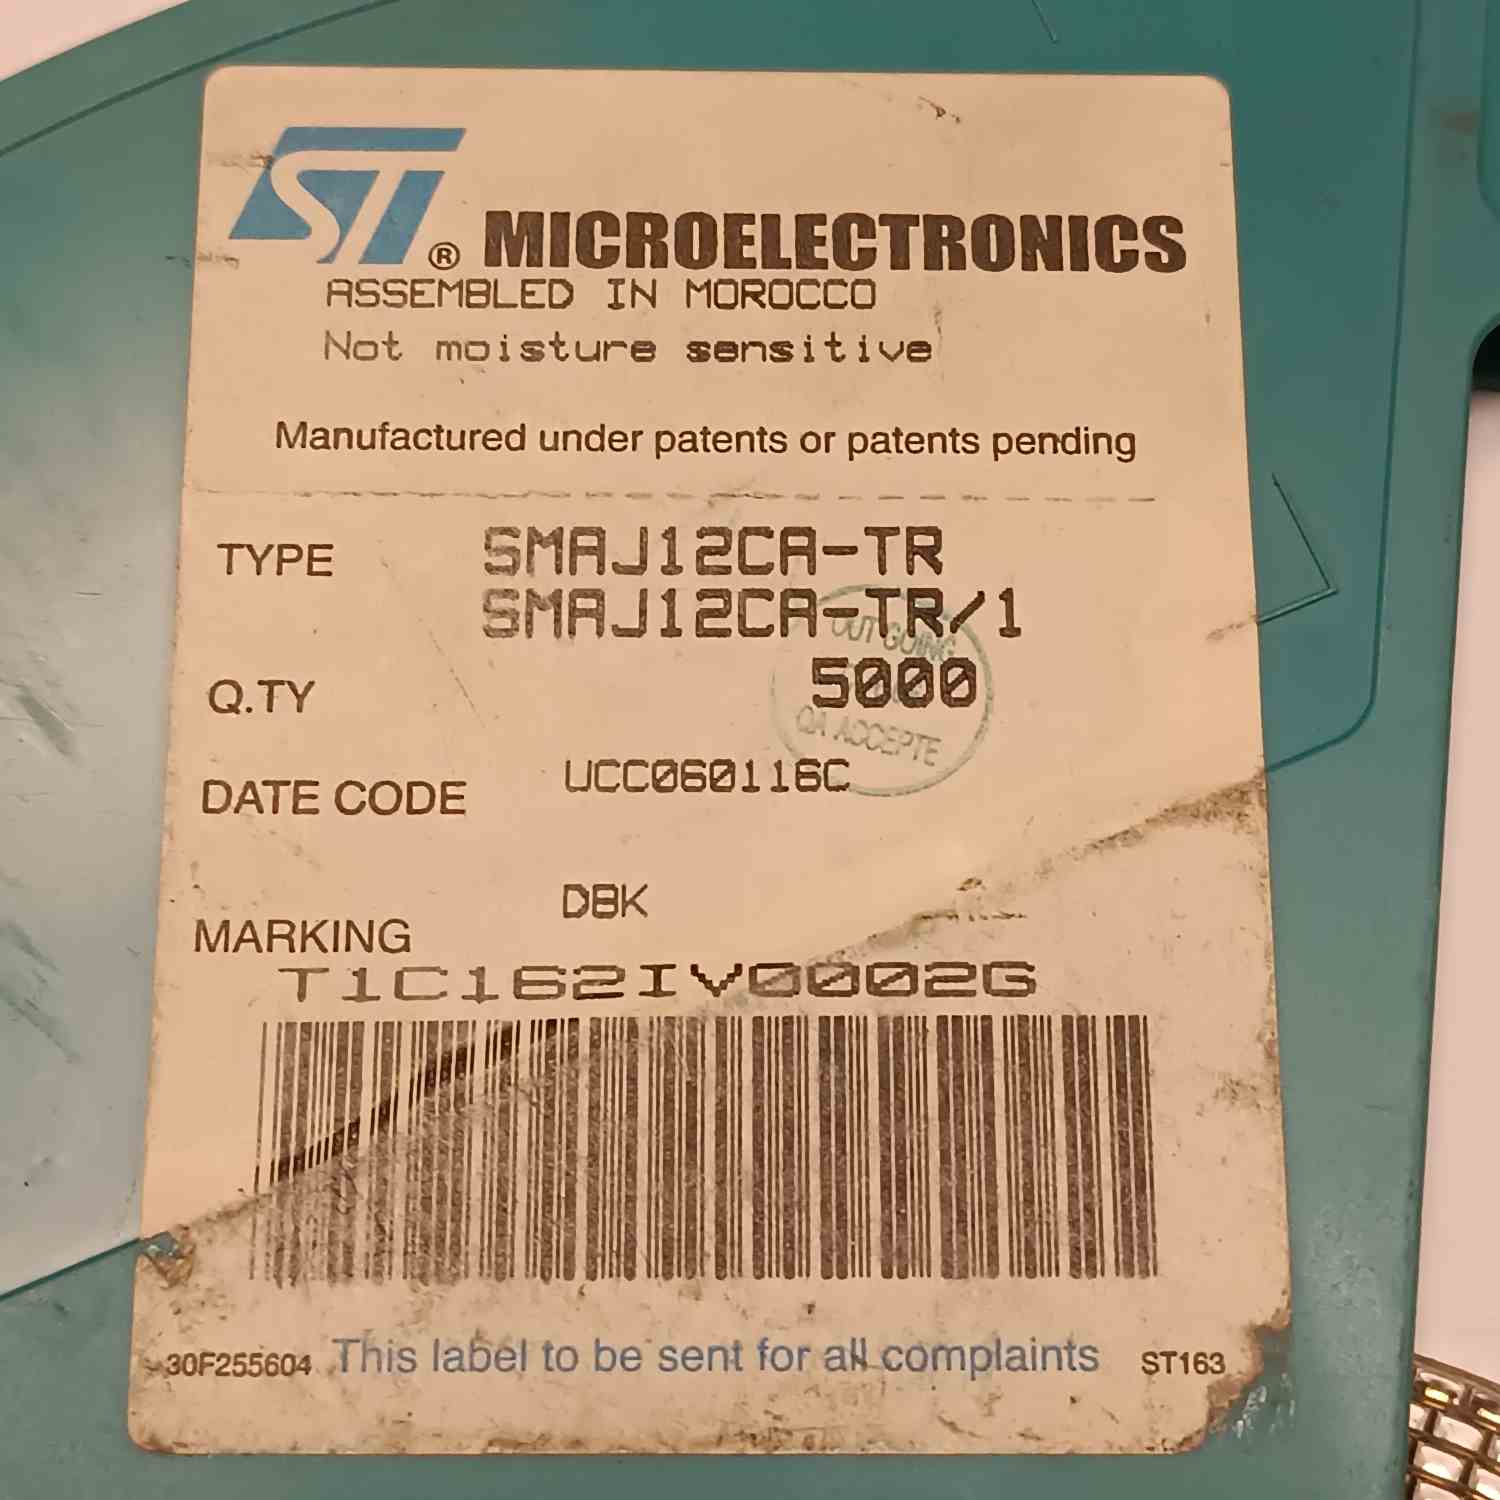 ST® MICROELECTRONICS
ASSEMBLED IN MOROCCO
Not moisture sensitive
Manufactured under patents or patents pending
TYPE SMAJ12CA-TR
SMAJ12CA-TR/1
OUTGOING
Q.TY 5000
QA ACCEPTE
DATE CODE UCC060116C
DBK
MARKING
T1C162IV0002G
30F255604 This label to be sent for all complaints ST163